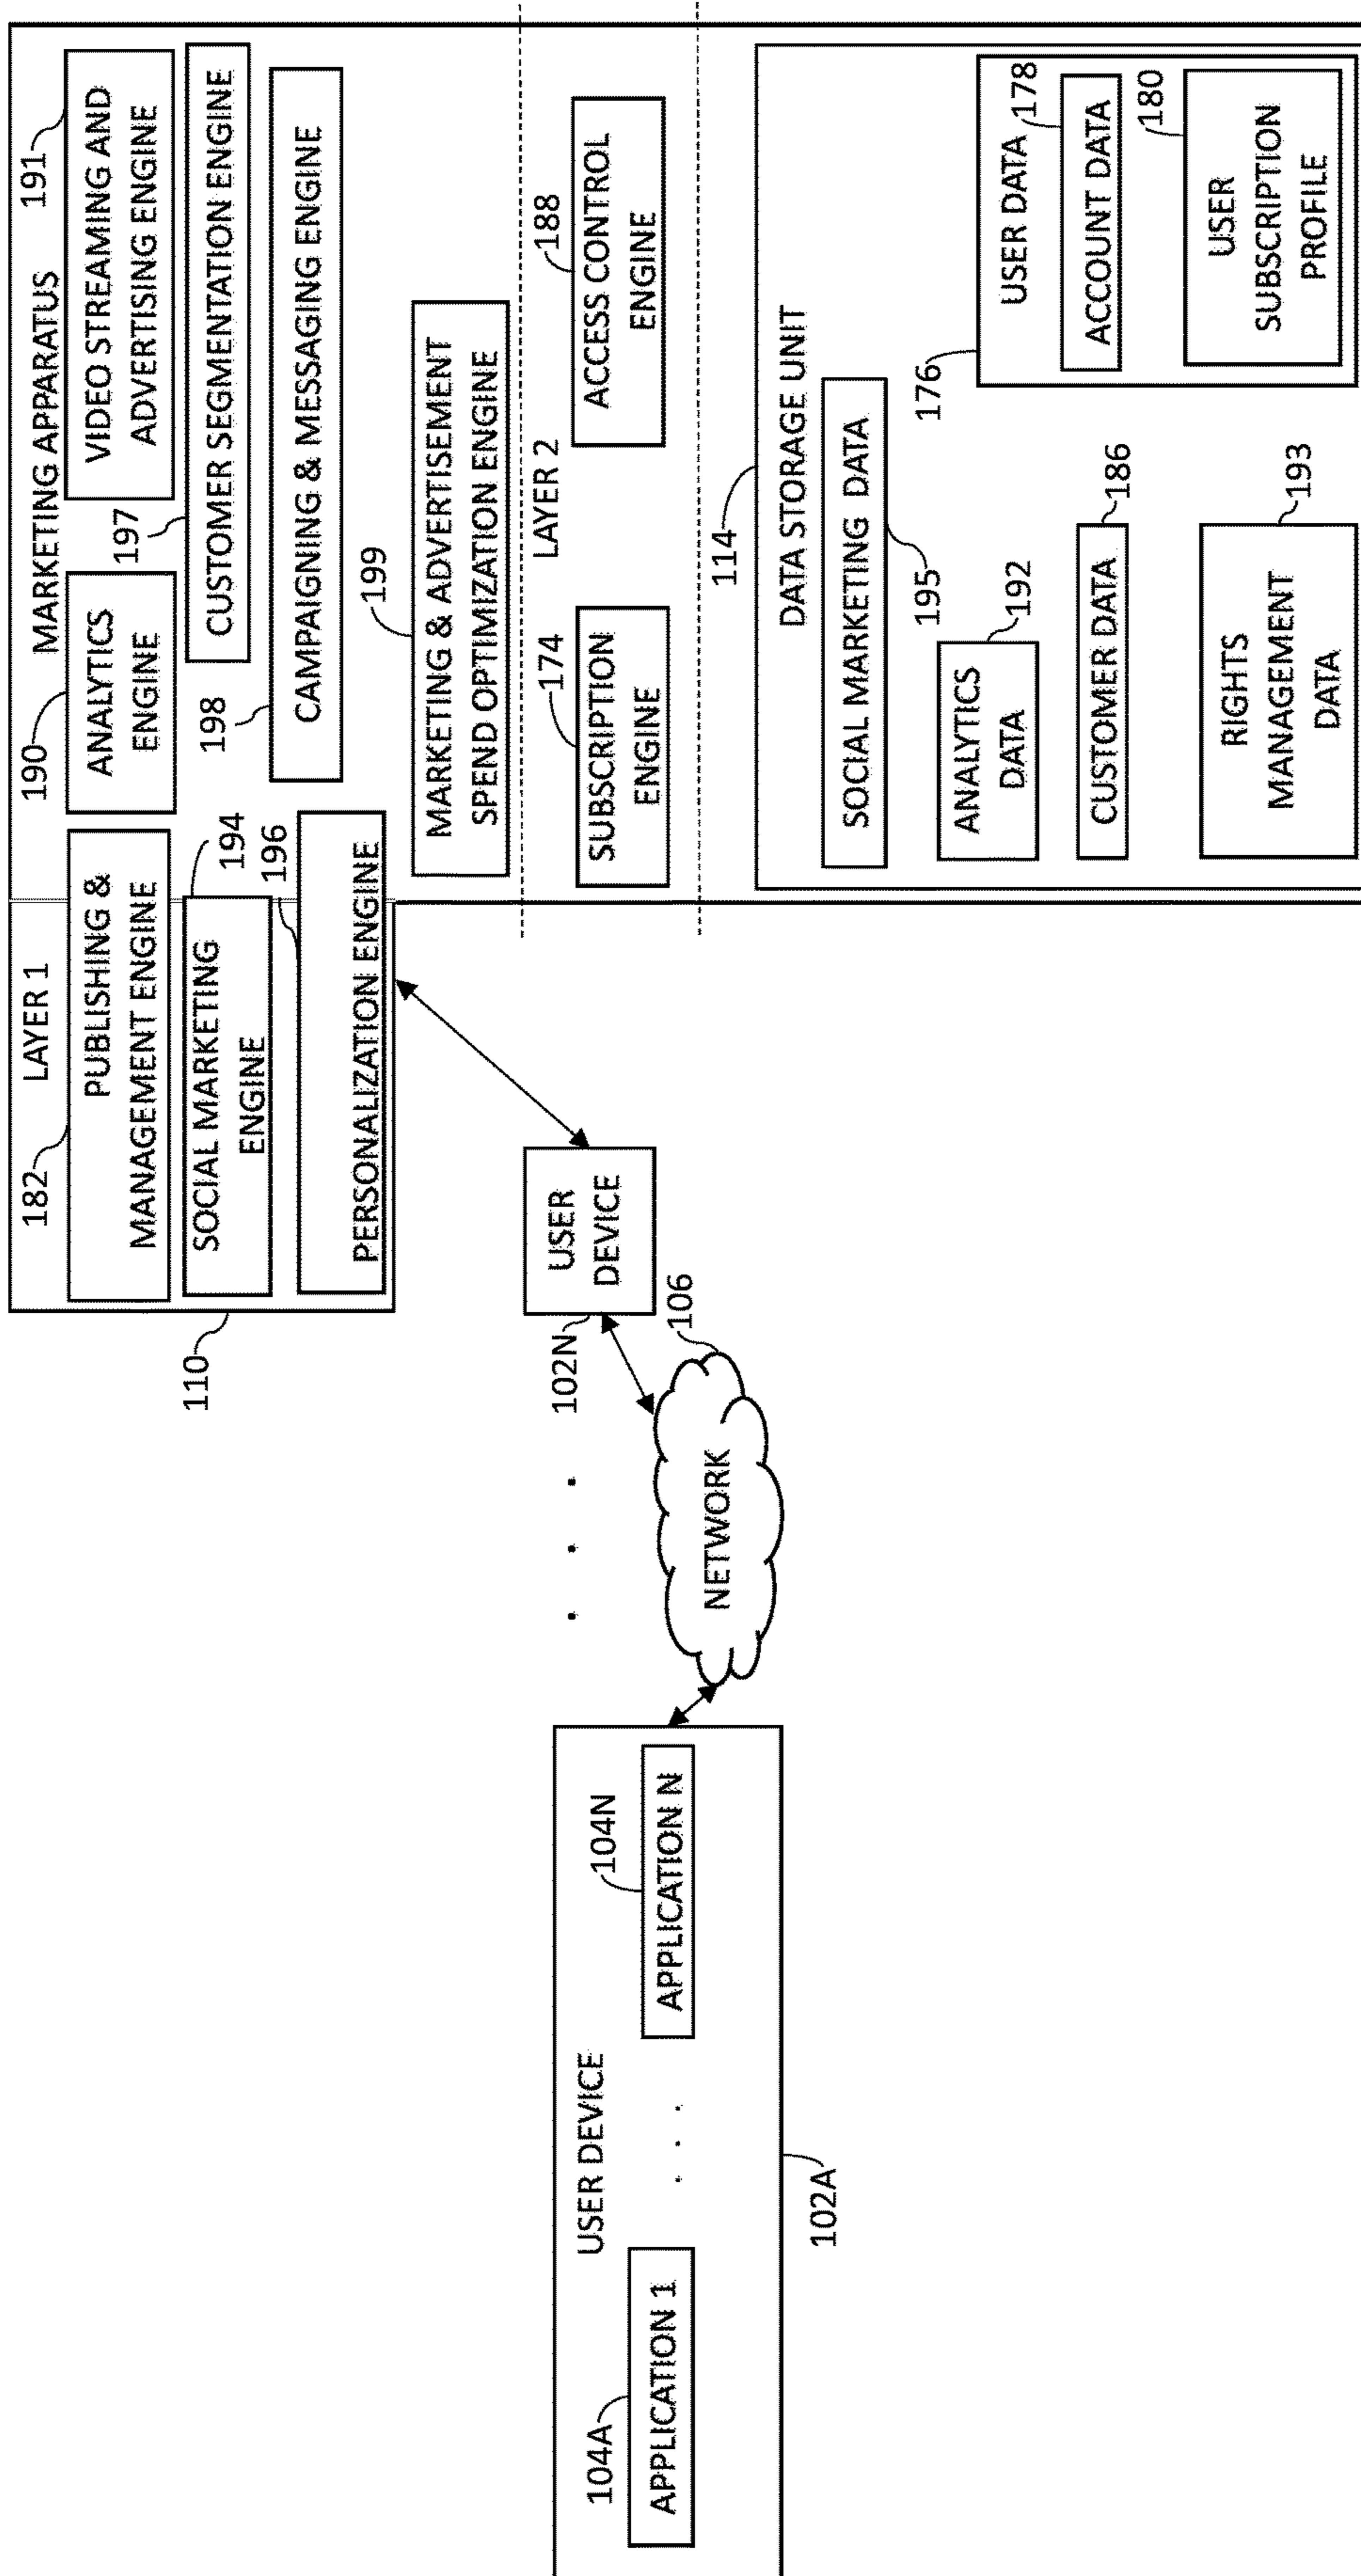 LAYER 1
MARKETING APPARATUS
182
190
191
PUBLISHING &
MANAGEMENT ENGINE
ANALYTICS
ENGINE
VIDEO STREAMING AND
ADVERTISING ENGINE
194
197
SOCIAL MARKETING
ENGINE
CUSTOMER SEGMENTATION ENGINE
110
196
198
PERSONALIZATION ENGINE
CAMPAIGNING & MESSAGING ENGINE
199
MARKETING & ADVERTISEMENT
SPEND OPTIMIZATION ENGINE
LAYER 2
174
188
SUBSCRIPTION
ENGINE
ACCESS CONTROL
ENGINE
USER DEVICE
104A
104N
APPLICATION 1
. . .
APPLICATION N
102A
. . .
102N
USER
DEVICE
106
NETWORK
114
DATA STORAGE UNIT
SOCIAL MARKETING DATA
195
176
192
ANALYTICS
DATA
USER DATA
178
ACCOUNT DATA
186
CUSTOMER DATA
180
193
RIGHTS
MANAGEMENT
DATA
USER
SUBSCRIPTION
PROFILE